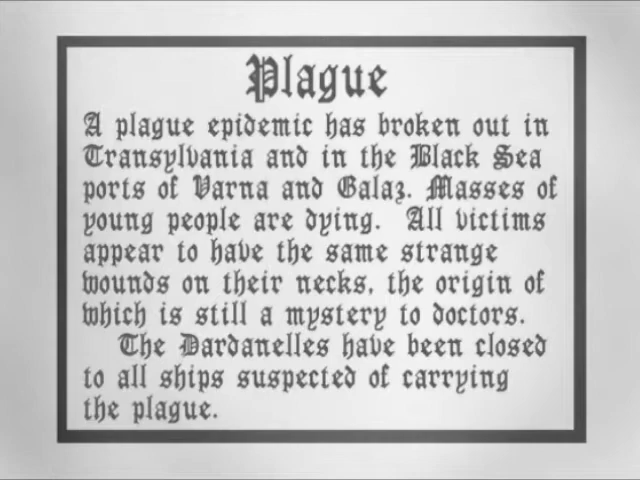 Plague
A plague epidemic has broken out in
Transylvania and in the Black Sea
ports of Varna and Galaz. Masses of
young people are dying. All victims
appear to have the same strange
wounds on their necks, the origin of
which is still a mystery to doctors.
The Dardanelles have been closed
to all ships suspected of carrying
the plague.